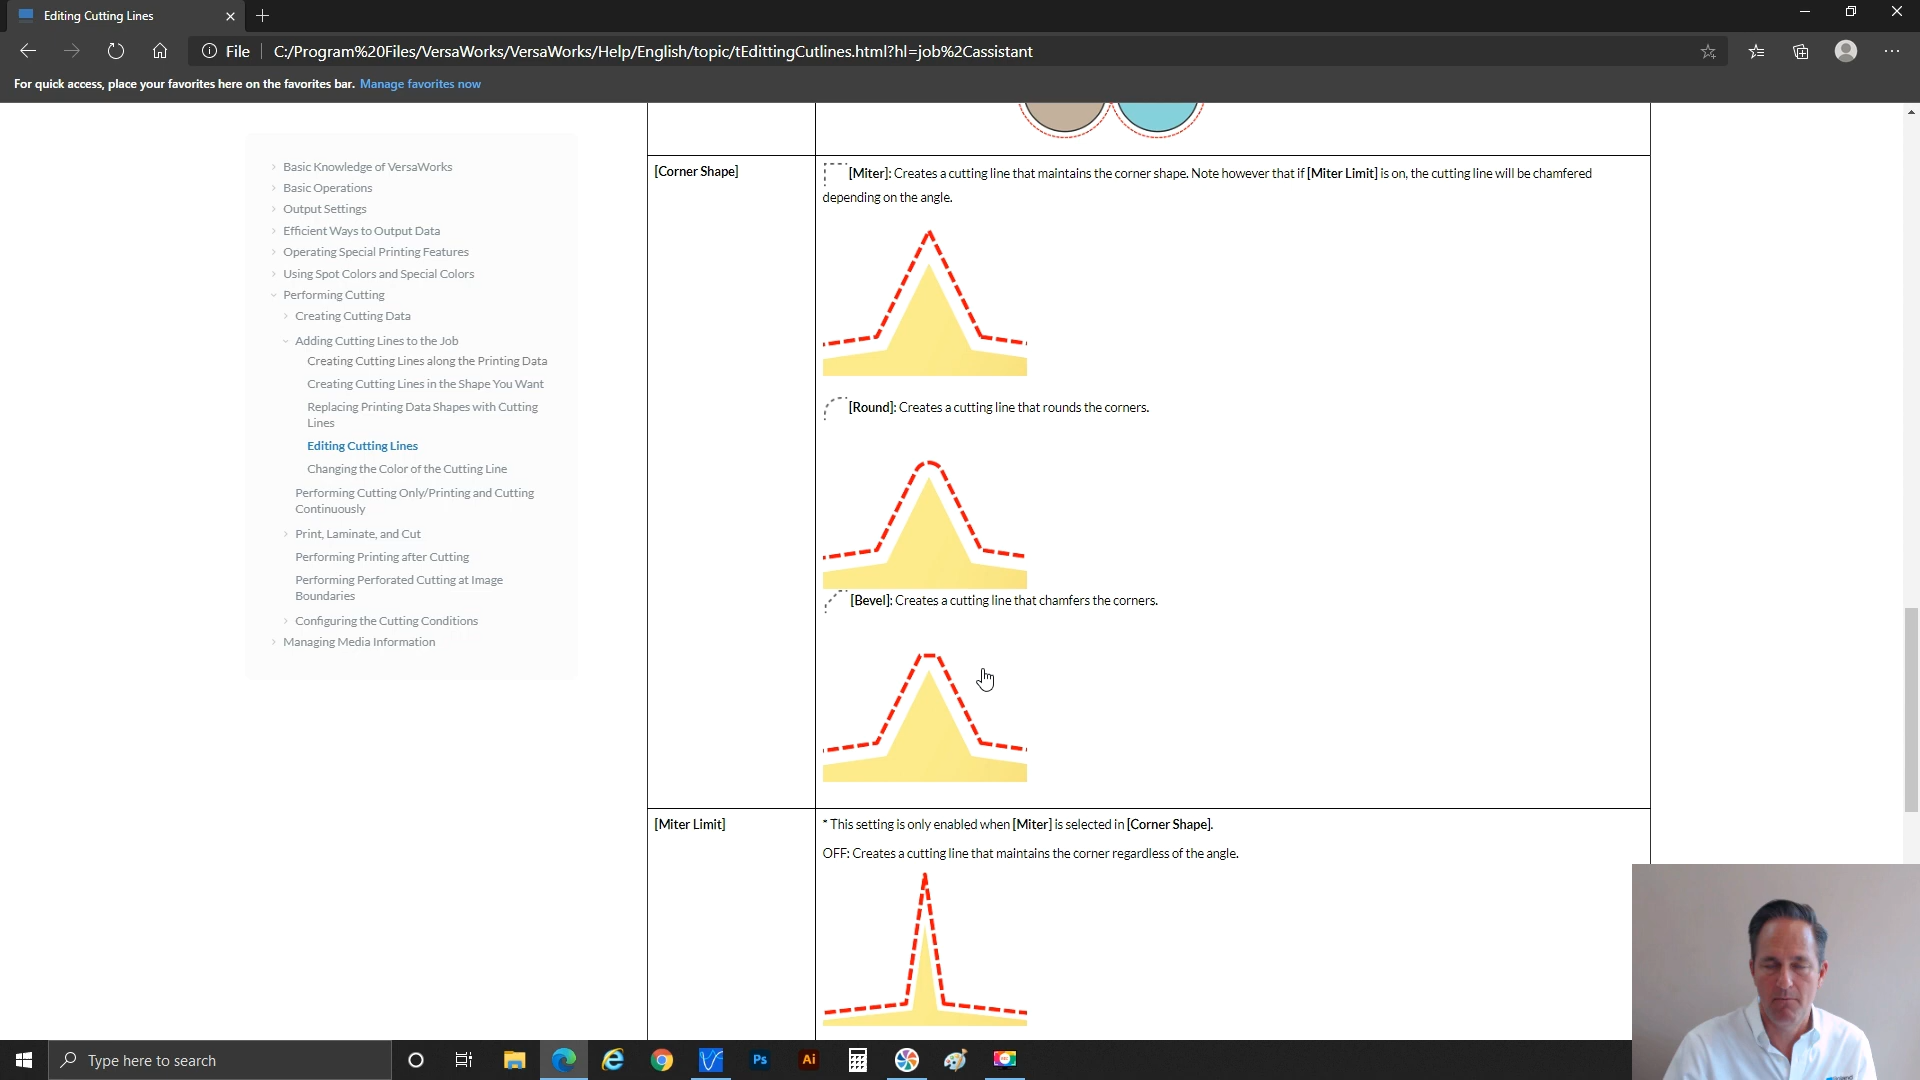 Editing Cutting Lines
File
C:/Program%20Files/VersaWorks/VersaWorks/Help/English/topic/tEdittingCutlines.html?hl=job%2Cassistant
For quick access, place your favorites here on the favorites bar. Manage favorites now
Basic Knowledge of VersaWorks
Basic Operations
Output Settings
Efficient Ways to Output Data
Operating Special Printing Features
Using Spot Colors and Special Colors
Performing Cutting
Creating Cutting Data
Adding Cutting Lines to the Job
Creating Cutting Lines along the Printing Data
Creating Cutting Lines in the Shape You Want
Replacing Printing Data Shapes with Cutting
Lines
Editing Cutting Lines
Changing the Color of the Cutting Line
Performing Cutting Only/Printing and Cutting
Continuously
Print, Laminate, and Cut
Performing Printing after Cutting
Performing Perforated Cutting at Image
Boundaries
Configuring the Cutting Conditions
Managing Media Information
[Corner Shape]
[Miter]: Creates a cutting line that maintains the corner shape. Note however that if [Miter Limit] is on, the cutting line will be chamfered
depending on the angle.
[Round]: Creates a cutting line that rounds the corners.
[Bevel]: Creates a cutting line that chamfers the corners.
[Miter Limit]
* This setting is only enabled when [Miter] is selected in [Corner Shape].
OFF: Creates a cutting line that maintains the corner regardless of the angle.
Type here to search
Ps
Ai